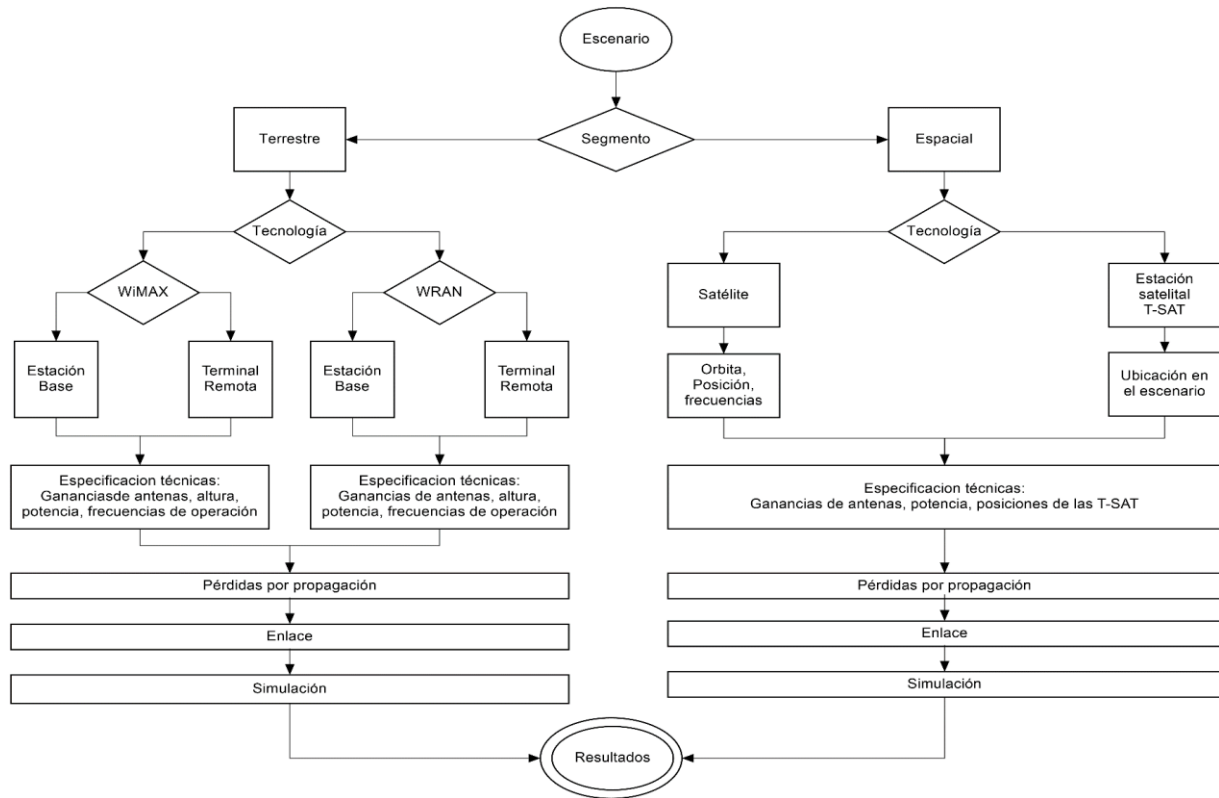 Escenario
Terrestre
Segmento
Espacial
Tecnología
Tecnología
WiMAX
WRAN
Satélite
Estación
satelital
T-SAT
Estación
Base
Terminal
Remota
Estación
Base
Terminal
Remota
Orbita,
Posición,
frecuencias
Ubicación en
el escenario
Especificacion técnicas:
Gananciasde antenas, altura,
potencia, frecuencias de operación
Especificacion técnicas:
Ganancias de antenas, altura,
potencia, frecuencias de operación
Especificacion técnicas:
Ganancias de antenas, potencia, posiciones de las T-SAT
Pérdidas por propagación
Pérdidas por propagación
Enlace
Enlace
Simulación
Simulación
Resultados